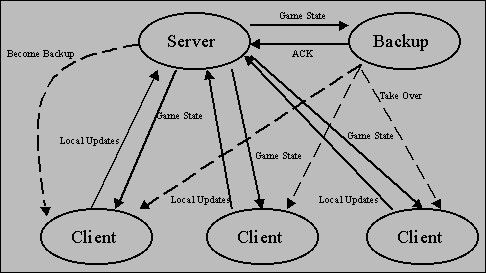 Game State
Server
Backup
Become Backup
ACK
Take Over
Game State
Game State
Local Updates
Game State
Local Updates
Local Updates
Client
Client
Client